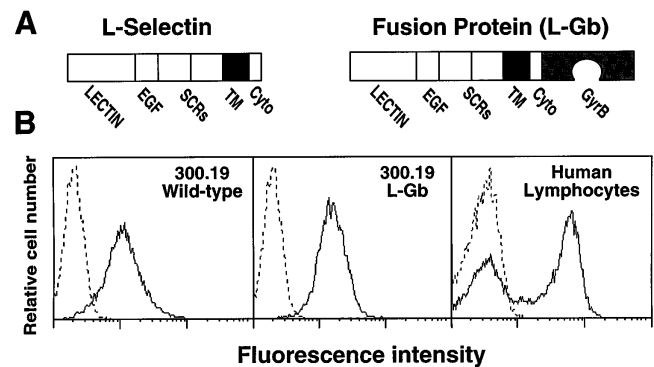 A
L-Selectin
Fusion Protein (L-Gb)
LECTIN EGF SCRs TM Cyto
LECTIN EGF SCRs TM Cyto GyrB
B
Relative cell number
300.19
Wild-type
300.19
L-Gb
Human
Lymphocytes
Fluorescence intensity